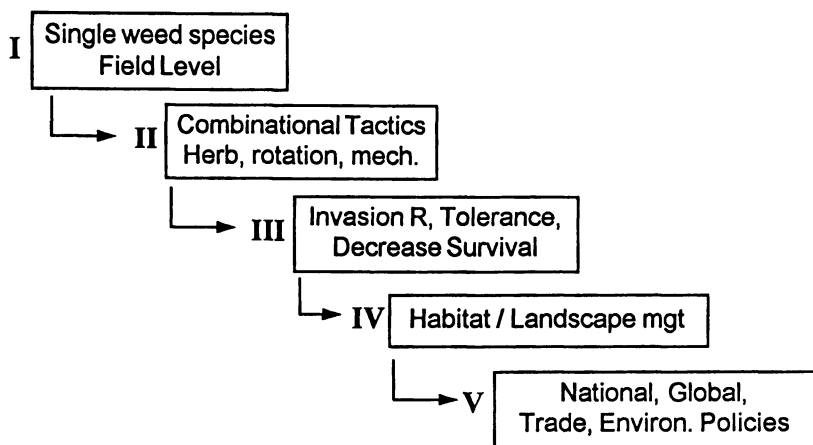 I
Single weed species
Field Level
II
Combinational Tactics
Herb, rotation, mech.
III
Invasion R, Tolerance,
Decrease Survival
IV
Habitat / Landscape mgt
V
National, Global,
Trade, Environ. Policies